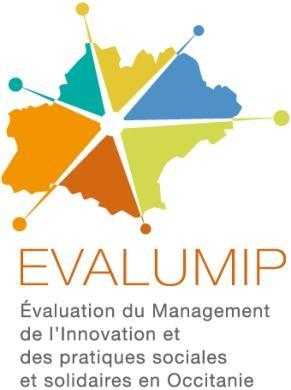 EVALUMIP
Évaluation du Management
de l'Innovation et
des pratiques sociales
et solidaires en Occitanie